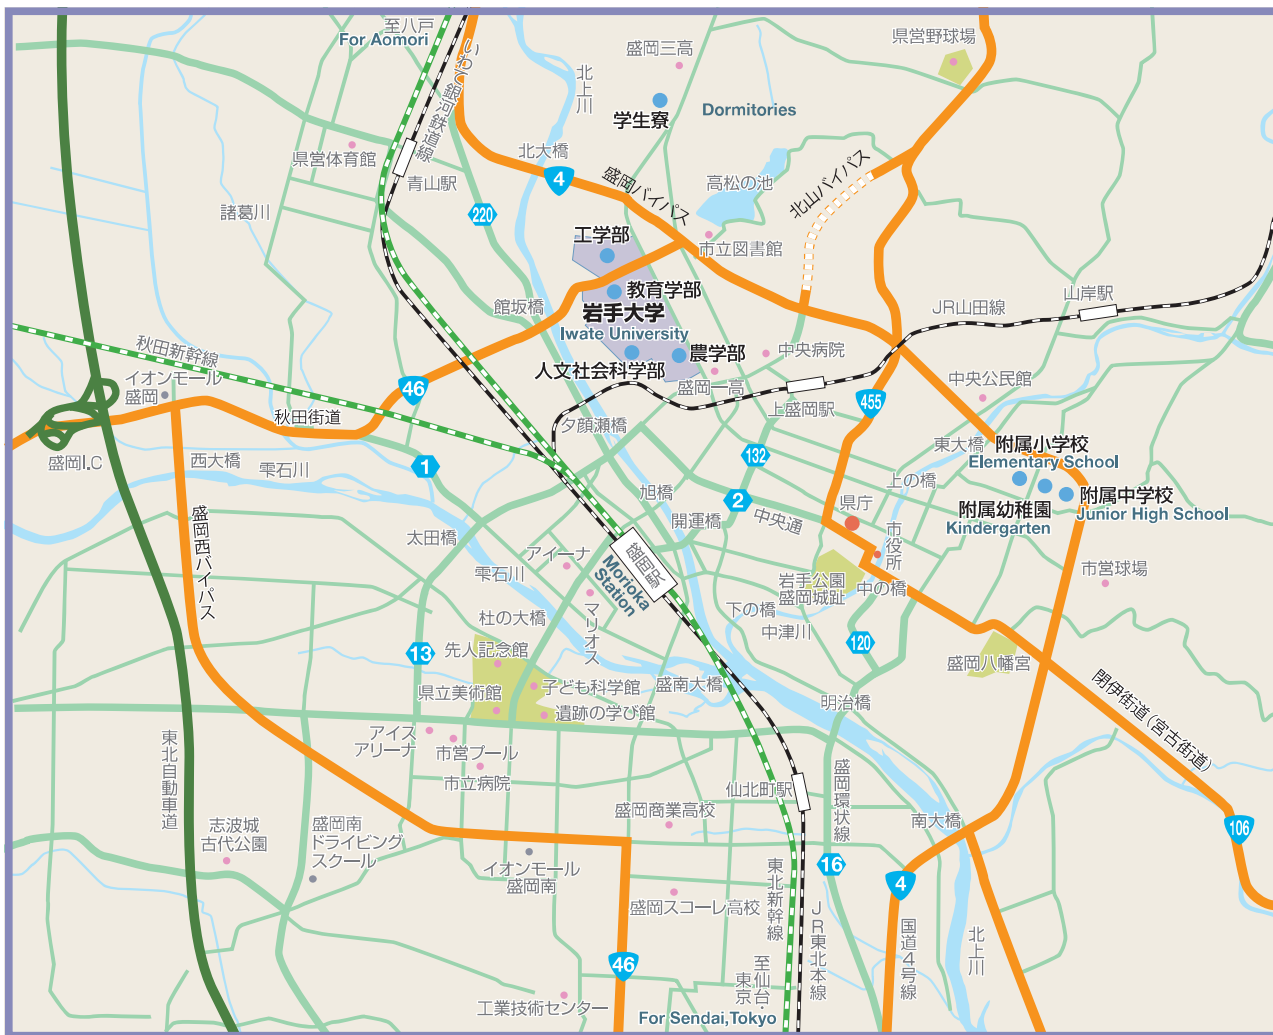 至八戸
For Aomori
いわて銀河鉄道線
盛岡三高
県営野球場
北上川
学生寮
Dormitories
県営体育館
青山駅
北大橋
4
盛岡バイパス
高松の池
北山バイパス
諸葛川
220
工学部
市立図書館
教育学部
岩手大学
Iwate University
館坂橋
JR山田線
山岸駅
秋田新幹線
イオンモール
盛岡
人文社会科学部
農学部
中央病院
盛岡一高
46
秋田街道
夕顔瀬橋
上盛岡駅
455
中央公民館
盛岡I.C
西大橋
雫石川
1
132
東大橋
附属小学校
Elementary School
上の橋
附属中学校
Junior High School
附属幼稚園
Kindergarten
旭橋
2
開運橋
中央通
県庁
市役所
盛岡西バイパス
太田橋
アイーナ
盛岡駅
Morioka
Station
雫石川
マリオス
岩手公園
盛岡城趾
中の橋
市営球場
杜の大橋
下の橋
中津川
120
13
先人記念館
盛岡八幡宮
県立美術館
子ども科学館
盛南大橋
遺跡の学び館
明治橋
閉伊街道（宮古街道）
アイス
アリーナ
市営プール
市立病院
東北自動車道
仙北町駅
盛岡環状線
盛岡商業高校
南大橋
106
志波城
古代公園
盛岡南
ドライビング
スクール
イオンモール
盛岡南
16
4
盛岡スコーレ高校
東北新幹線
JR東北本線
国道4号線
北上川
46
至仙台・
東京
工業技術センター
For Sendai,Tokyo